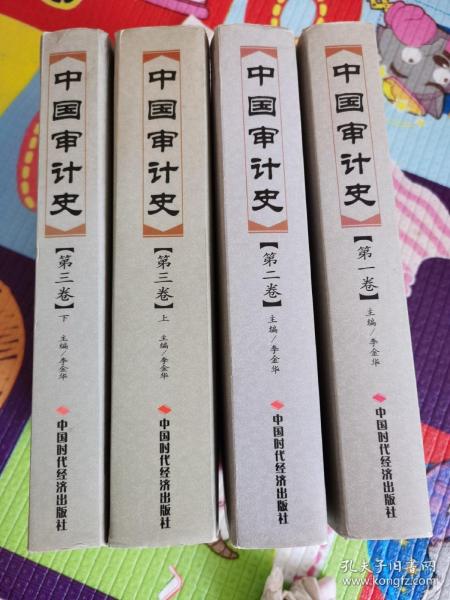 中国审计史
【第三卷】
下
主编/李金华
中国时代经济出版社
中国审计史
【第三卷】
上
主编/李金华
中国时代经济出版社
中国审计史
【第二卷】
主编/李金华
中国时代经济出版社
中国审计史
【第一卷】
主编/李金华
中国时代经济出版社
孔夫子旧书网
www.kongfz.com